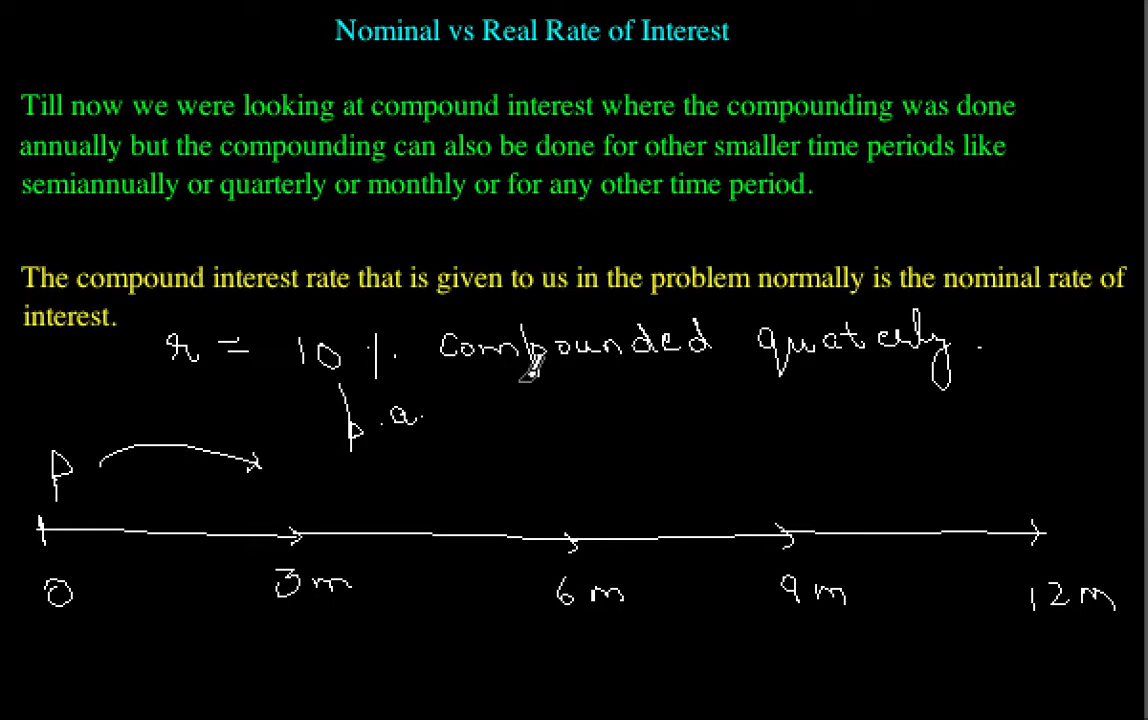 Nominal vs Real Rate of Interest
Till now we were looking at compound interest where the compounding was done
annually but the compounding can also be done for other smaller time periods like
semiannually or quarterly or monthly or for any other time period.
The compound interest rate that is given to us in the problem normally is the nominal rate of
interest.
r = 10 %. compounded quaterly.
p.a.
P
0 3m 6m 9m 12m